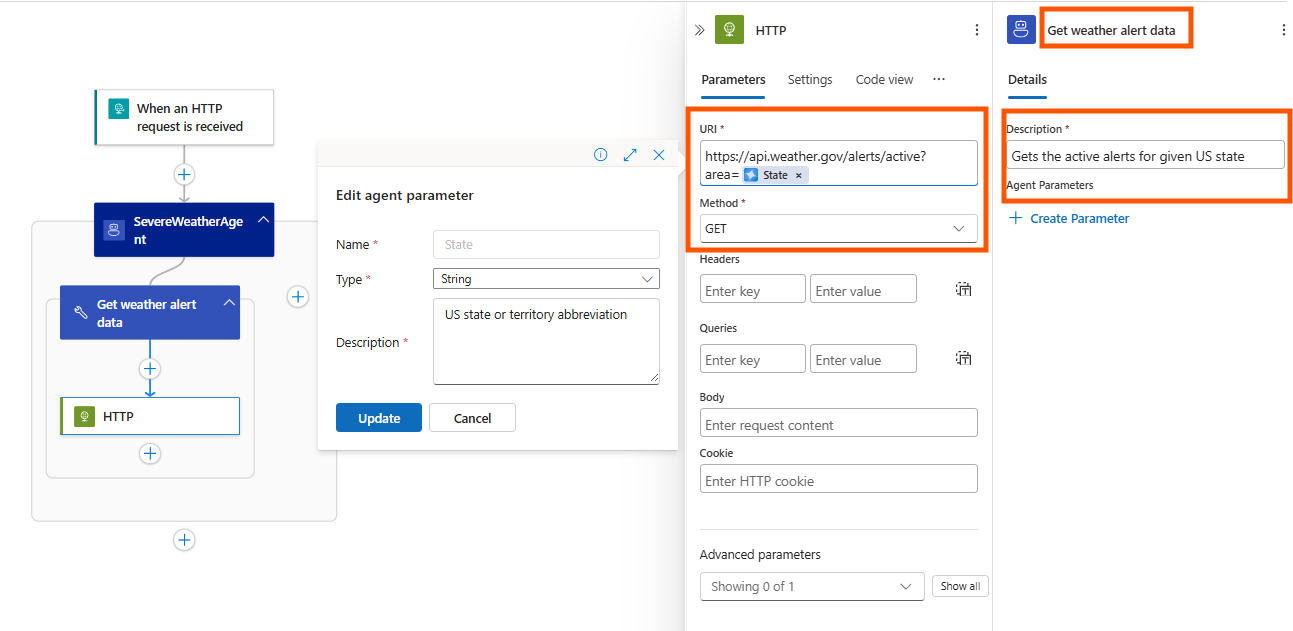 When an HTTP
request is received
SevereWeatherAge
nt
Get weather alert
data
HTTP
Edit agent parameter
Name *
State
Type *
String
Description *
US state or territory abbreviation
Update
Cancel
HTTP
Parameters
Settings
Code view
URI *
https://api.weather.gov/alerts/active?
area= State ×
Method *
GET
Headers
Enter key
Enter value
Queries
Enter key
Enter value
Body
Enter request content
Cookie
Enter HTTP cookie
Advanced parameters
Showing 0 of 1
Show all
Get weather alert data
Details
Description *
Gets the active alerts for given US state
Agent Parameters
Create Parameter